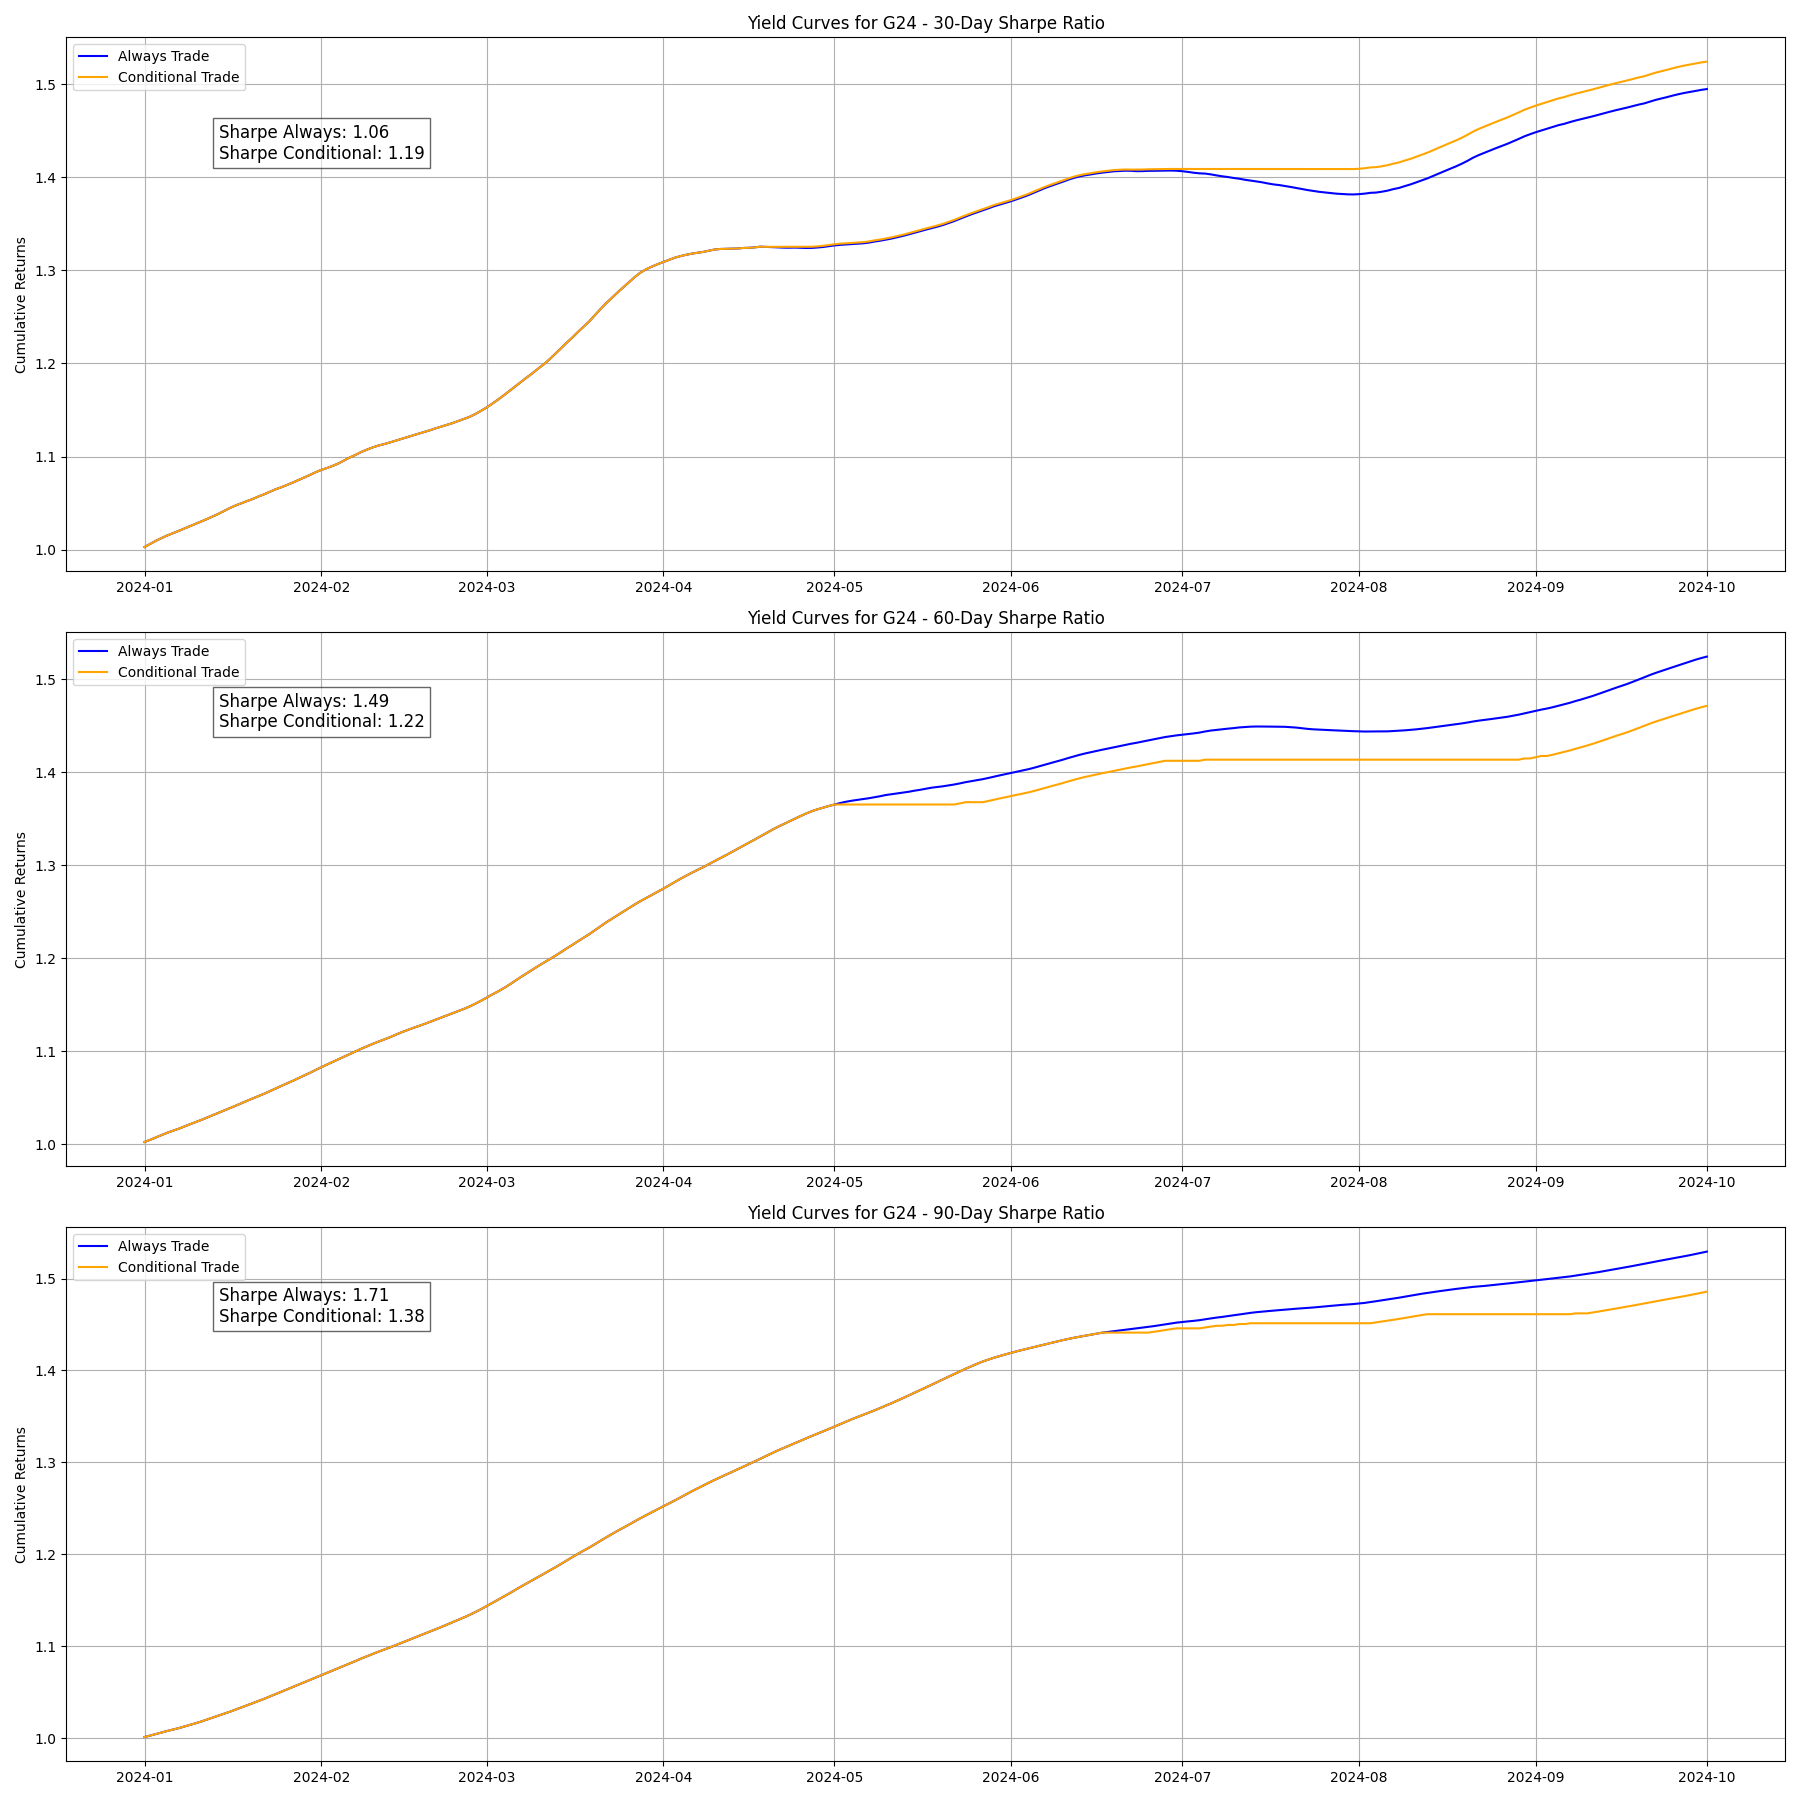 Yield Curves for G24 - 30-Day Sharpe Ratio
Always Trade
Conditional Trade
Sharpe Always: 1.06
Sharpe Conditional: 1.19
Cumulative Returns
1.5
1.4
1.3
1.2
1.1
1.0
2024-01 2024-02 2024-03 2024-04 2024-05 2024-06 2024-07 2024-08 2024-09 2024-10
Yield Curves for G24 - 60-Day Sharpe Ratio
Always Trade
Conditional Trade
Sharpe Always: 1.49
Sharpe Conditional: 1.22
Cumulative Returns
1.5
1.4
1.3
1.2
1.1
1.0
2024-01 2024-02 2024-03 2024-04 2024-05 2024-06 2024-07 2024-08 2024-09 2024-10
Yield Curves for G24 - 90-Day Sharpe Ratio
Always Trade
Conditional Trade
Sharpe Always: 1.71
Sharpe Conditional: 1.38
Cumulative Returns
1.5
1.4
1.3
1.2
1.1
1.0
2024-01 2024-02 2024-03 2024-04 2024-05 2024-06 2024-07 2024-08 2024-09 2024-10